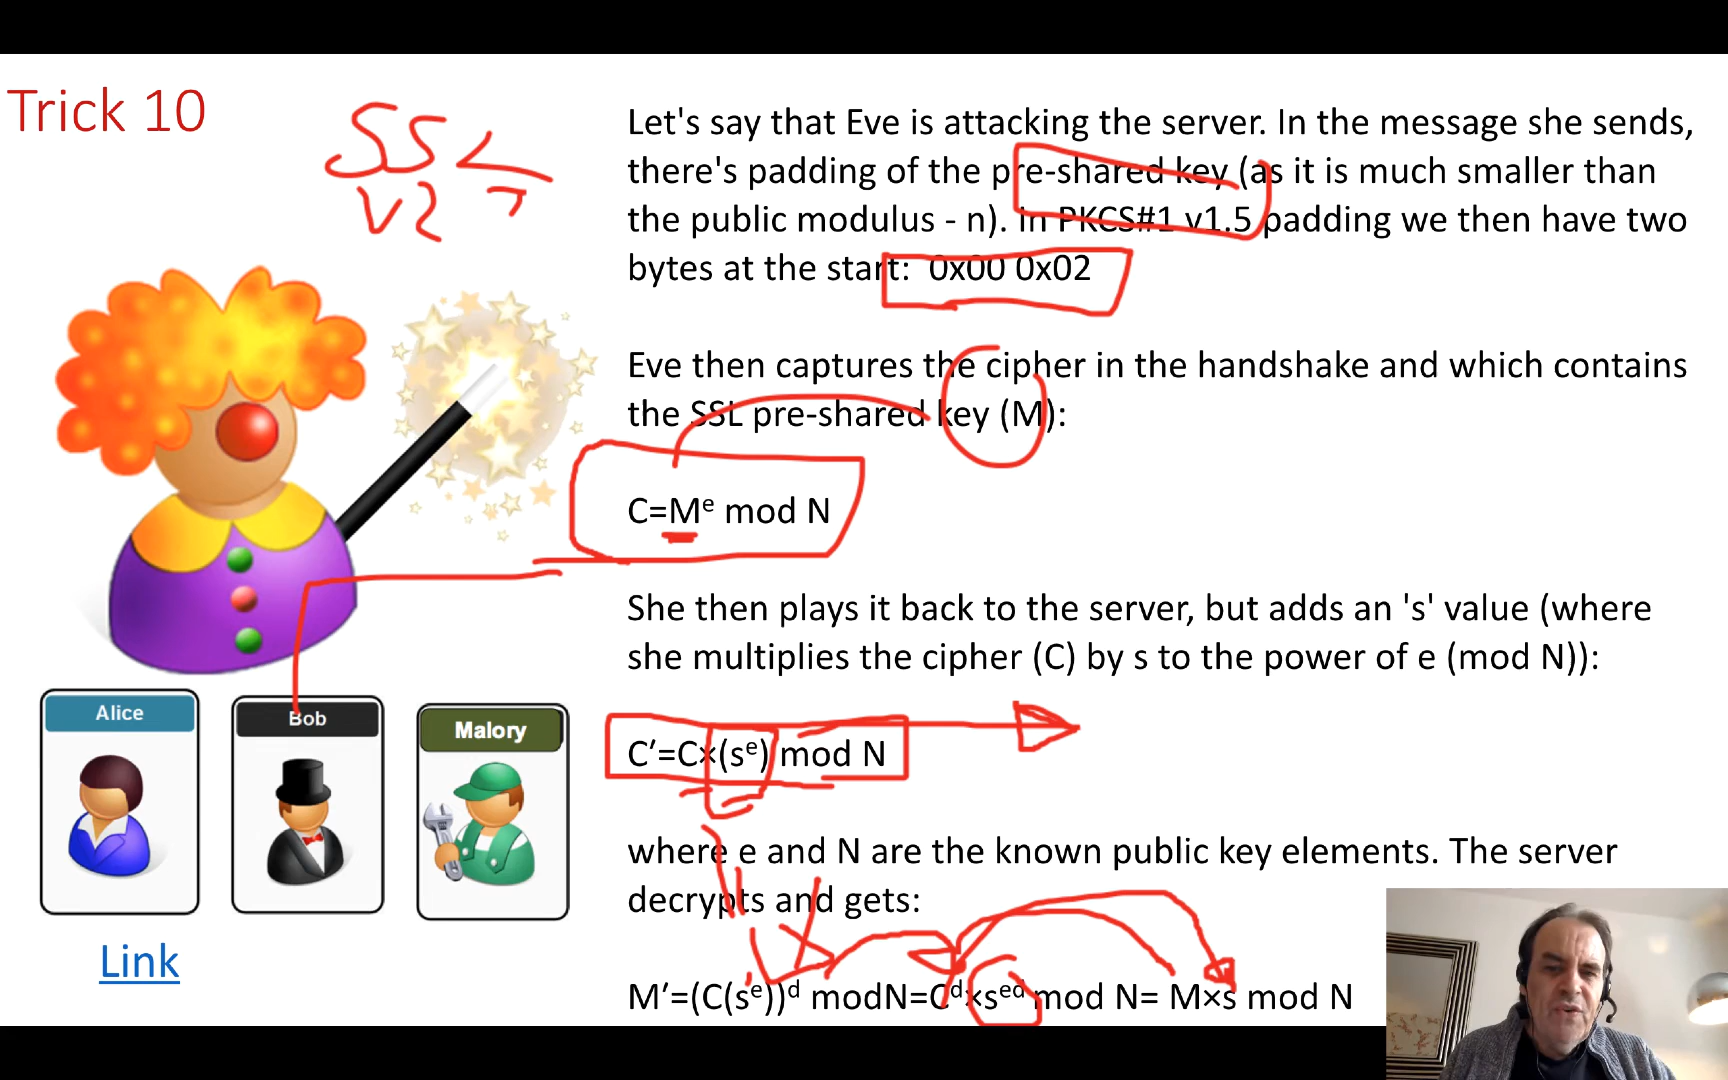 Trick 10
SSL
V2
Let's say that Eve is attacking the server. In the message she sends,
there's padding of the pre-shared key (as it is much smaller than
the public modulus - n). In PKCS#1 v1.5 padding we then have two
bytes at the start: 0x00 0x02
Eve then captures the cipher in the handshake and which contains
the SSL pre-shared key (M):
C=Mᵉ mod N
She then plays it back to the server, but adds an 's' value (where
she multiplies the cipher (C) by s to the power of e (mod N)):
C′=C×(sᵉ) mod N
where e and N are the known public key elements. The server
decrypts and gets:
M′=(C(sᵉ))ᵈ modN=Cᵈ×sᵉᵈ mod N= M×s mod N
Alice
Bob
Malory
Link